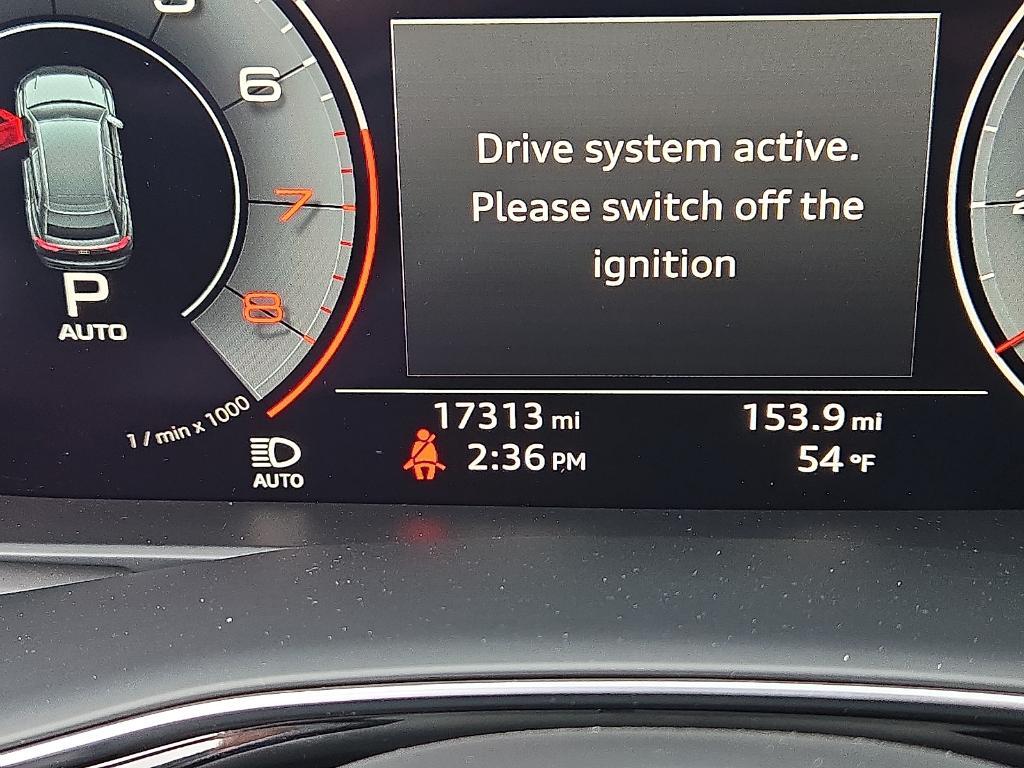 6
7
8
P
AUTO
1 / min x 1000
AUTO
Drive system active.
Please switch off the
ignition
17313 mi
2:36 PM
153.9 mi
54 °F